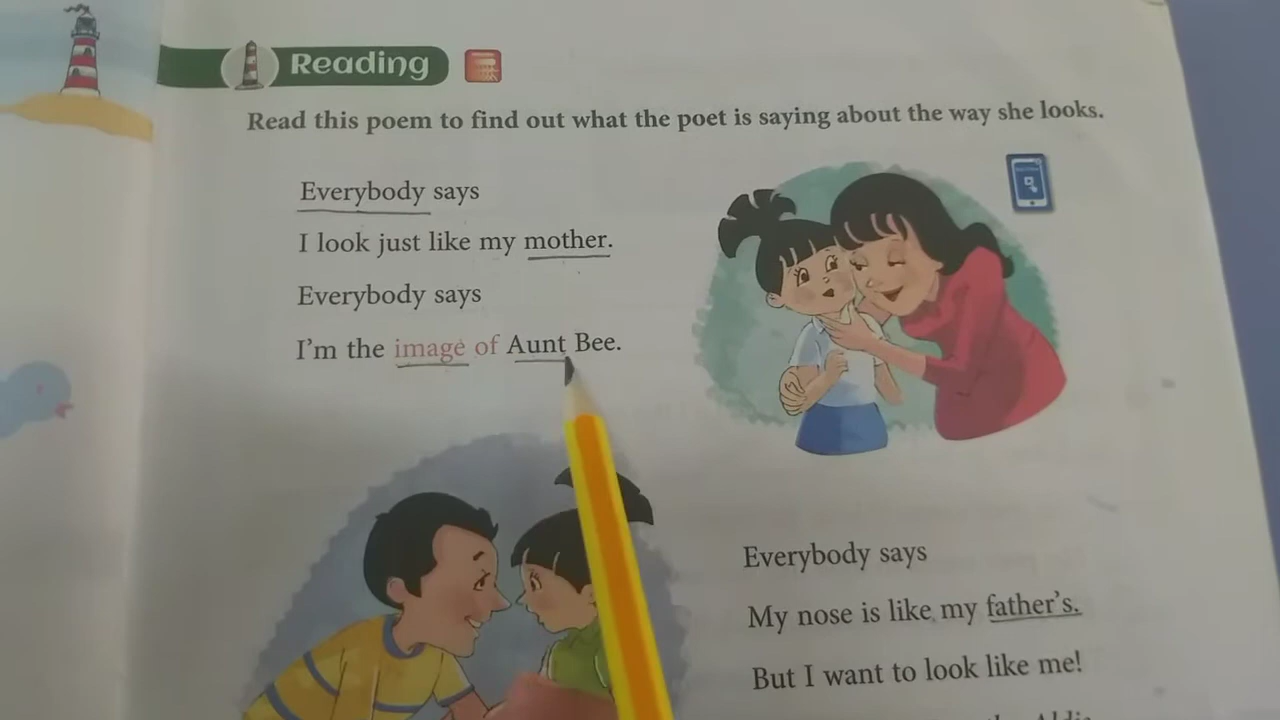 Reading
Read this poem to find out what the poet is saying about the way she looks.
Everybody says
I look just like my mother.
Everybody says
I'm the image of Aunt Bee.
Everybody says
My nose is like my father's.
But I want to look like me!